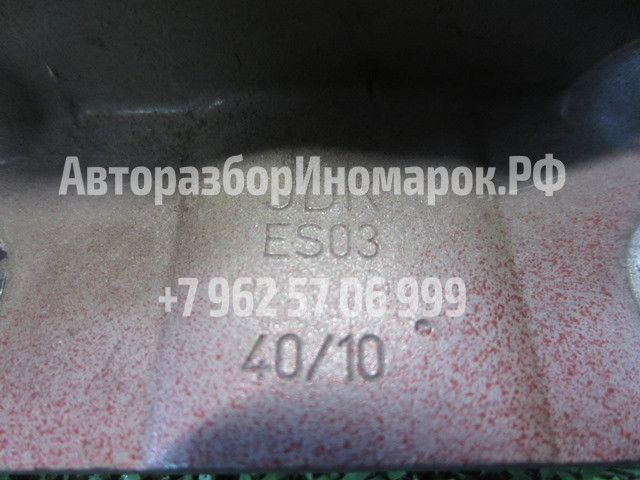 АвторазборИномарок.РФ
ES03
+7 962 57 06 999
40/10